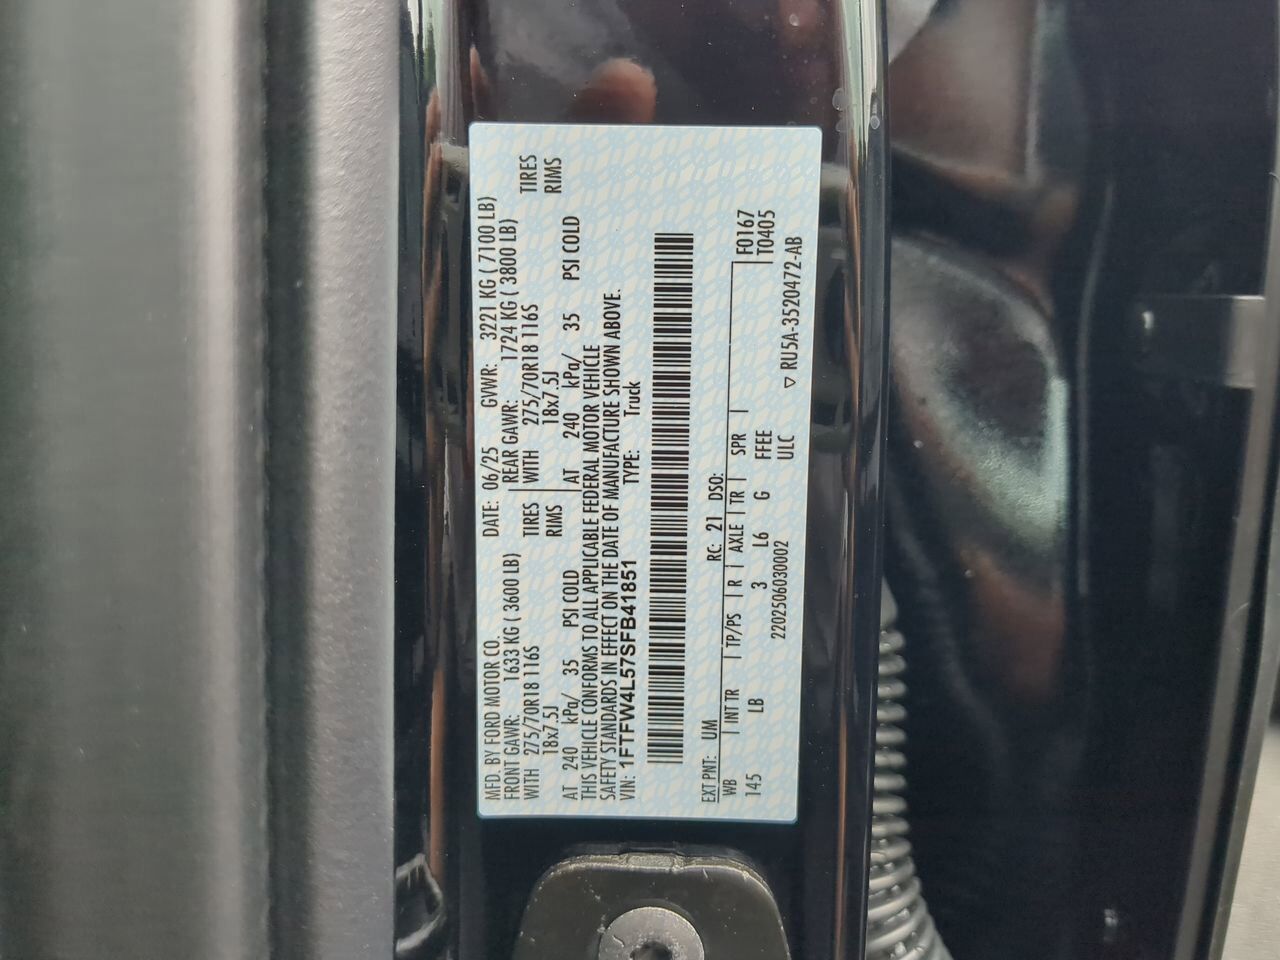 MFD. BY FORD MOTOR CO. DATE: 06/25 GVWR: 3221 KG ( 7100 LB)
FRONT GAWR: 1633 KG ( 3600 LB) REAR GAWR: 1724 KG ( 3800 LB)
WITH 275/70R18 116S TIRES WITH 275/70R18 116S TIRES
18x7.5J RIMS 18x7.5J RIMS
AT 240 kPa/ 35 PSI COLD AT 240 kPa/ 35 PSI COLD
THIS VEHICLE CONFORMS TO ALL APPLICABLE FEDERAL MOTOR VEHICLE
SAFETY STANDARDS IN EFFECT ON THE DATE OF MANUFACTURE SHOWN ABOVE.
VIN: 1FTFW4L57SFB41851 TYPE: Truck
EXT PNT: UM RC: 21 DSO: F0167
WB INT TR TP/PS R AXLE TR SPR T0405
145 LB 3 L6 G FFEE
2202506030002 ULC ▽ RU5A-3520472-AB